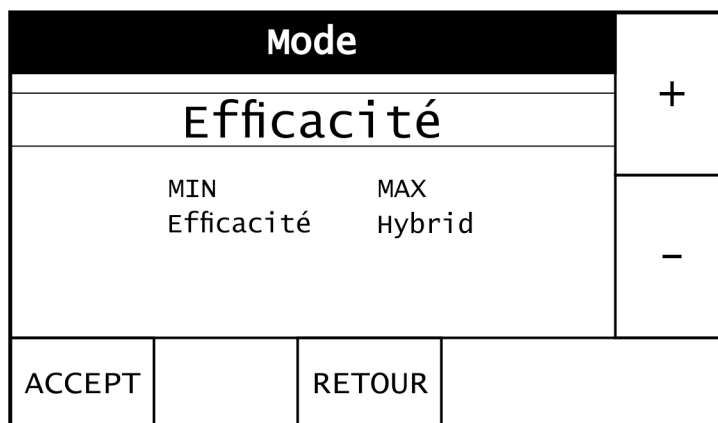 Mode
+
Efficacité
MIN MAX
Efficacité Hybrid
-
ACCEPT RETOUR